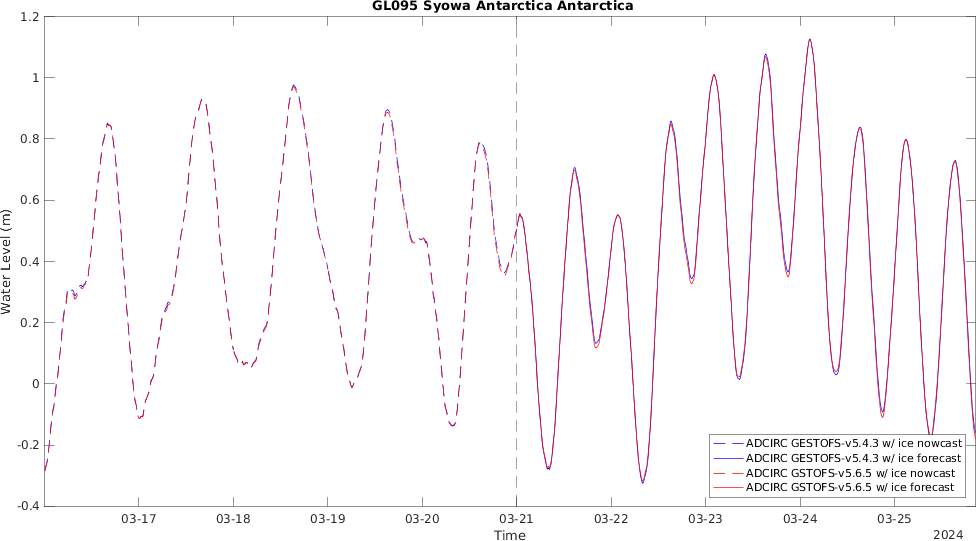 GL095 Syowa Antarctica Antarctica
1.2
1
0.8
0.6
0.4
0.2
0
-0.2
-0.4
Water Level (m)
ADCIRC GESTOFS-v5.4.3 w/ ice nowcast
ADCIRC GESTOFS-v5.4.3 w/ ice forecast
ADCIRC GSTOFS-v5.6.5 w/ ice nowcast
ADCIRC GSTOFS-v5.6.5 w/ ice forecast
03-17 03-18 03-19 03-20 03-21 03-22 03-23 03-24 03-25
Time
2024